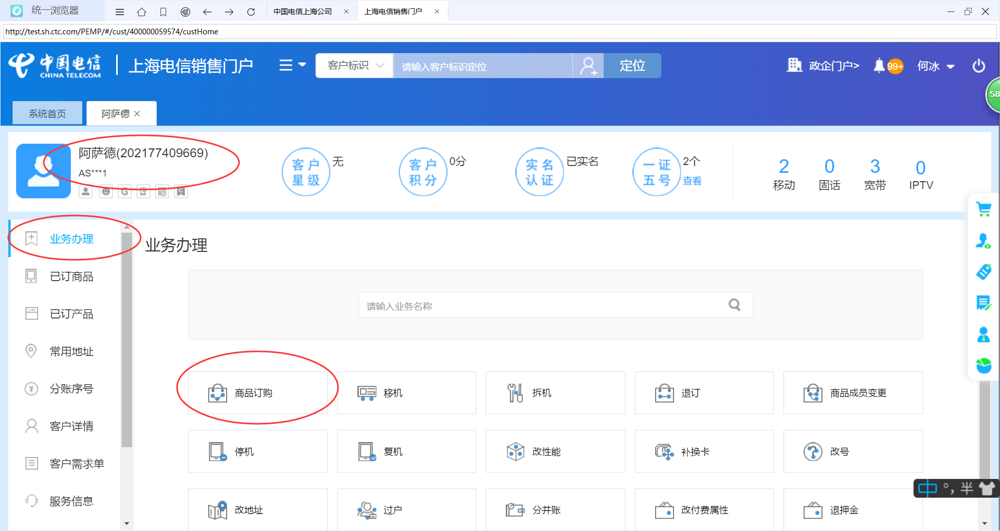 统一浏览器
中国电信上海公司
上海电信销售门户
http://test.sh.ctc.com/PEMP/#/cust/400000059574/custHome
中国电信
CHINA TELECOM
上海电信销售门户
客户标识
请输入客户标识定位
定位
政企门户>
99+
何冰
58
系统首页
阿萨德
阿萨德(202177409669)
AS***1
客户星级
无
客户积分
0分
实名认证
已实名
一证五号
2个
查看
2
移动
0
固话
3
宽带
0
IPTV
业务办理
已订商品
已订产品
常用地址
分账序号
客户详情
客户需求单
服务信息
业务办理
请输入业务名称
商品订购
移机
拆机
退订
商品成员变更
停机
复机
改性能
补换卡
改号
改地址
过户
分并账
改付费属性
退押金
中 °, 半